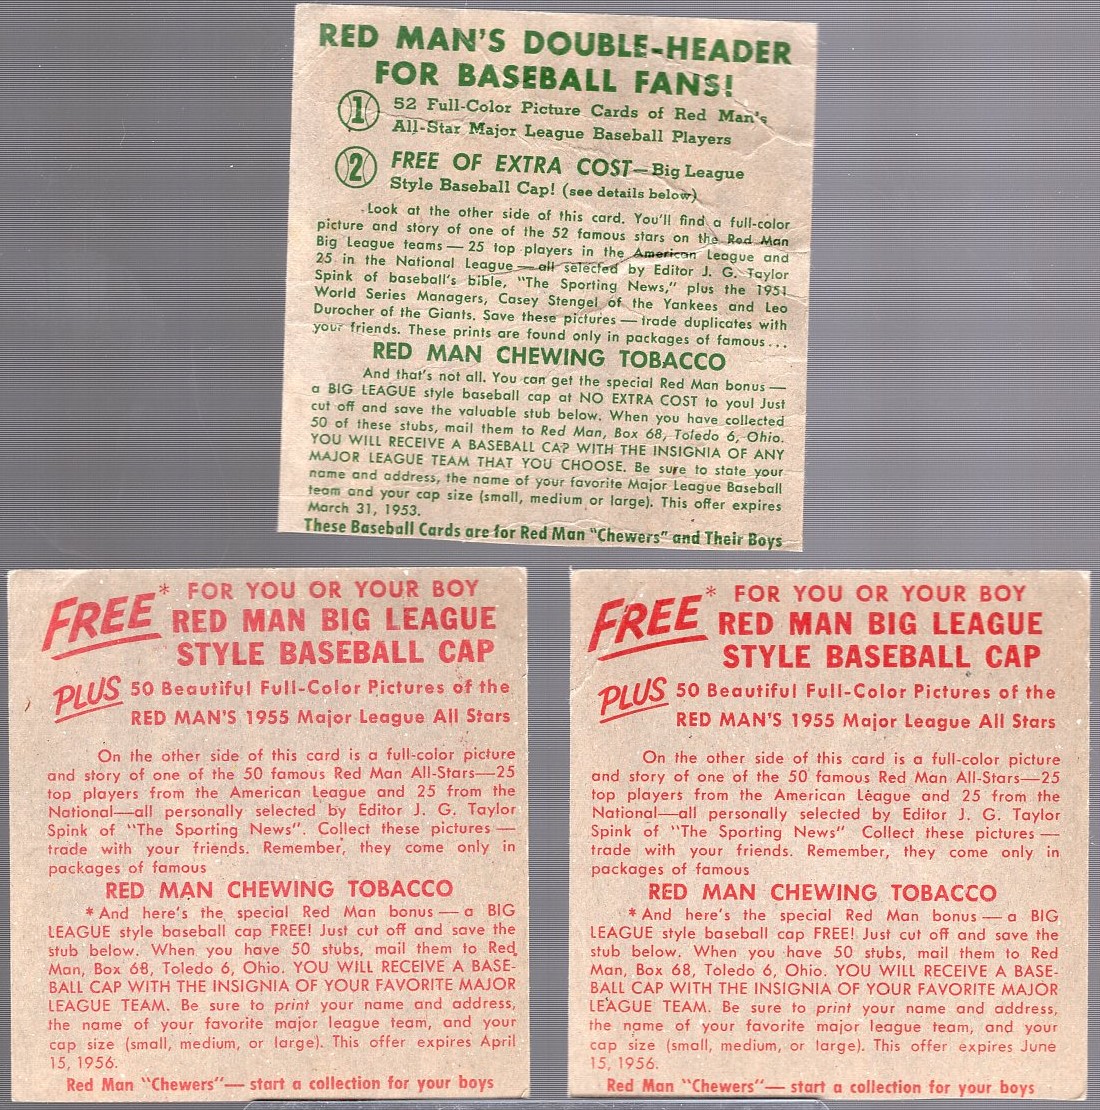 RED MAN'S DOUBLE-HEADER
FOR BASEBALL FANS!
1 52 Full-Color Picture Cards of Red Man's
All-Star Major League Baseball Players
2 FREE OF EXTRA COST—Big League
Style Baseball Cap! (see details below)
Look at the other side of this card. You'll find a full-color
picture and story of one of the 52 famous stars on the Red Man
Big League teams—25 top players in the American League and
25 in the National League—all selected by Editor J. G. Taylor
Spink of baseball's bible, "The Sporting News," plus the 1951
World Series Managers, Casey Stengel of the Yankees and Leo
Durocher of the Giants. Save these pictures—trade duplicates with
your friends. These prints are found only in packages of famous...
RED MAN CHEWING TOBACCO
And that's not all. You can get the special Red Man bonus—
a BIG LEAGUE style baseball cap at NO EXTRA COST to you! Just
cut off and save the valuable stub below. When you have collected
50 of these stubs, mail them to Red Man, Box 68, Toledo 6, Ohio.
YOU WILL RECEIVE A BASEBALL CAP WITH THE INSIGNIA OF ANY
MAJOR LEAGUE TEAM THAT YOU CHOOSE. Be sure to state your
name and address, the name of your favorite Major League Baseball
team and your cap size (small, medium or large). This offer expires
March 31, 1953.
These Baseball Cards are for Red Man "Chewers" and Their Boys
FREE* FOR YOU OR YOUR BOY
RED MAN BIG LEAGUE
STYLE BASEBALL CAP
PLUS 50 Beautiful Full-Color Pictures of the
RED MAN'S 1955 Major League All Stars
On the other side of this card is a full-color picture
and story of one of the 50 famous Red Man All-Stars—25
top players from the American League and 25 from the
National—all personally selected by Editor J. G. Taylor
Spink of "The Sporting News". Collect these pictures—
trade with your friends. Remember, they come only in
packages of famous
RED MAN CHEWING TOBACCO
*And here's the special Red Man bonus—a BIG
LEAGUE style baseball cap FREE! Just cut off and save the
stub below. When you have 50 stubs, mail them to Red
Man, Box 68, Toledo 6, Ohio. YOU WILL RECEIVE A BASE-
BALL CAP WITH THE INSIGNIA OF YOUR FAVORITE MAJOR
LEAGUE TEAM. Be sure to print your name and address,
the name of your favorite major league team, and your
cap size (small, medium, or large). This offer expires April
15, 1956.
Red Man "Chewers"—start a collection for your boys
FREE* FOR YOU OR YOUR BOY
RED MAN BIG LEAGUE
STYLE BASEBALL CAP
PLUS 50 Beautiful Full-Color Pictures of the
RED MAN'S 1955 Major League All Stars
On the other side of this card is a full-color picture
and story of one of the 50 famous Red Man All-Stars—25
top players from the American League and 25 from the
National—all personally selected by Editor J. G. Taylor
Spink of "The Sporting News" Collect these pictures—
trade with your friends. Remember, they come only in
packages of famous
RED MAN CHEWING TOBACCO
*And here's the special Red Man bonus—a BIG
LEAGUE style baseball cap FREE! Just cut off and save the
stub below. When you have 50 stubs, mail them to Red
Man, Box 68, Toledo 6, Ohio. YOU WILL RECEIVE A BASE-
BALL CAP WITH THE INSIGNIA OF YOUR FAVORITE MAJOR
LEAGUE TEAM. Be sure to print your name and address,
the name of your favorite major league team, and your
cap size (small, medium, or large). This offer expires June
15, 1956.
Red Man "Chewers"—start a collection for your boys